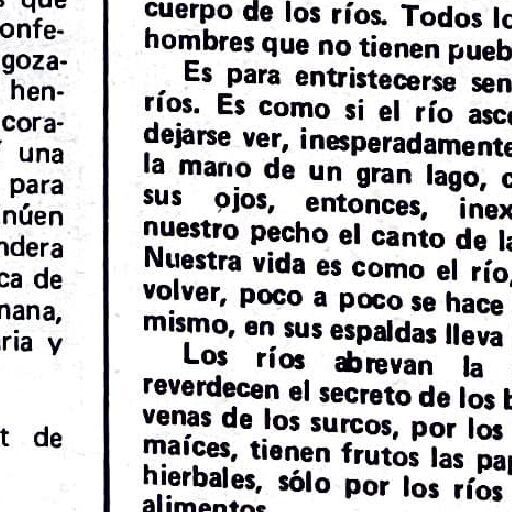 que
onfe-
goza-
hen-
cora-
una
para
núen
ndera
ca de
nana,
ria y
t de
cuerpo de los ríos. Todos lo
hombres que no tienen pueb
Es para entristecerse sen
ríos. Es como si el río asc
dejarse ver, inesperadamente
la mano de un gran lago, c
sus ojos, entonces, inex
nuestro pecho el canto de la
Nuestra vida es como el río,
volver, poco a poco se hace
mismo, en sus espaldas lleva
Los ríos abrevan la
reverdecen el secreto de los b
venas de los surcos, por los
maíces, tienen frutos las pap
hierbales, sólo por los ríos
alimentos